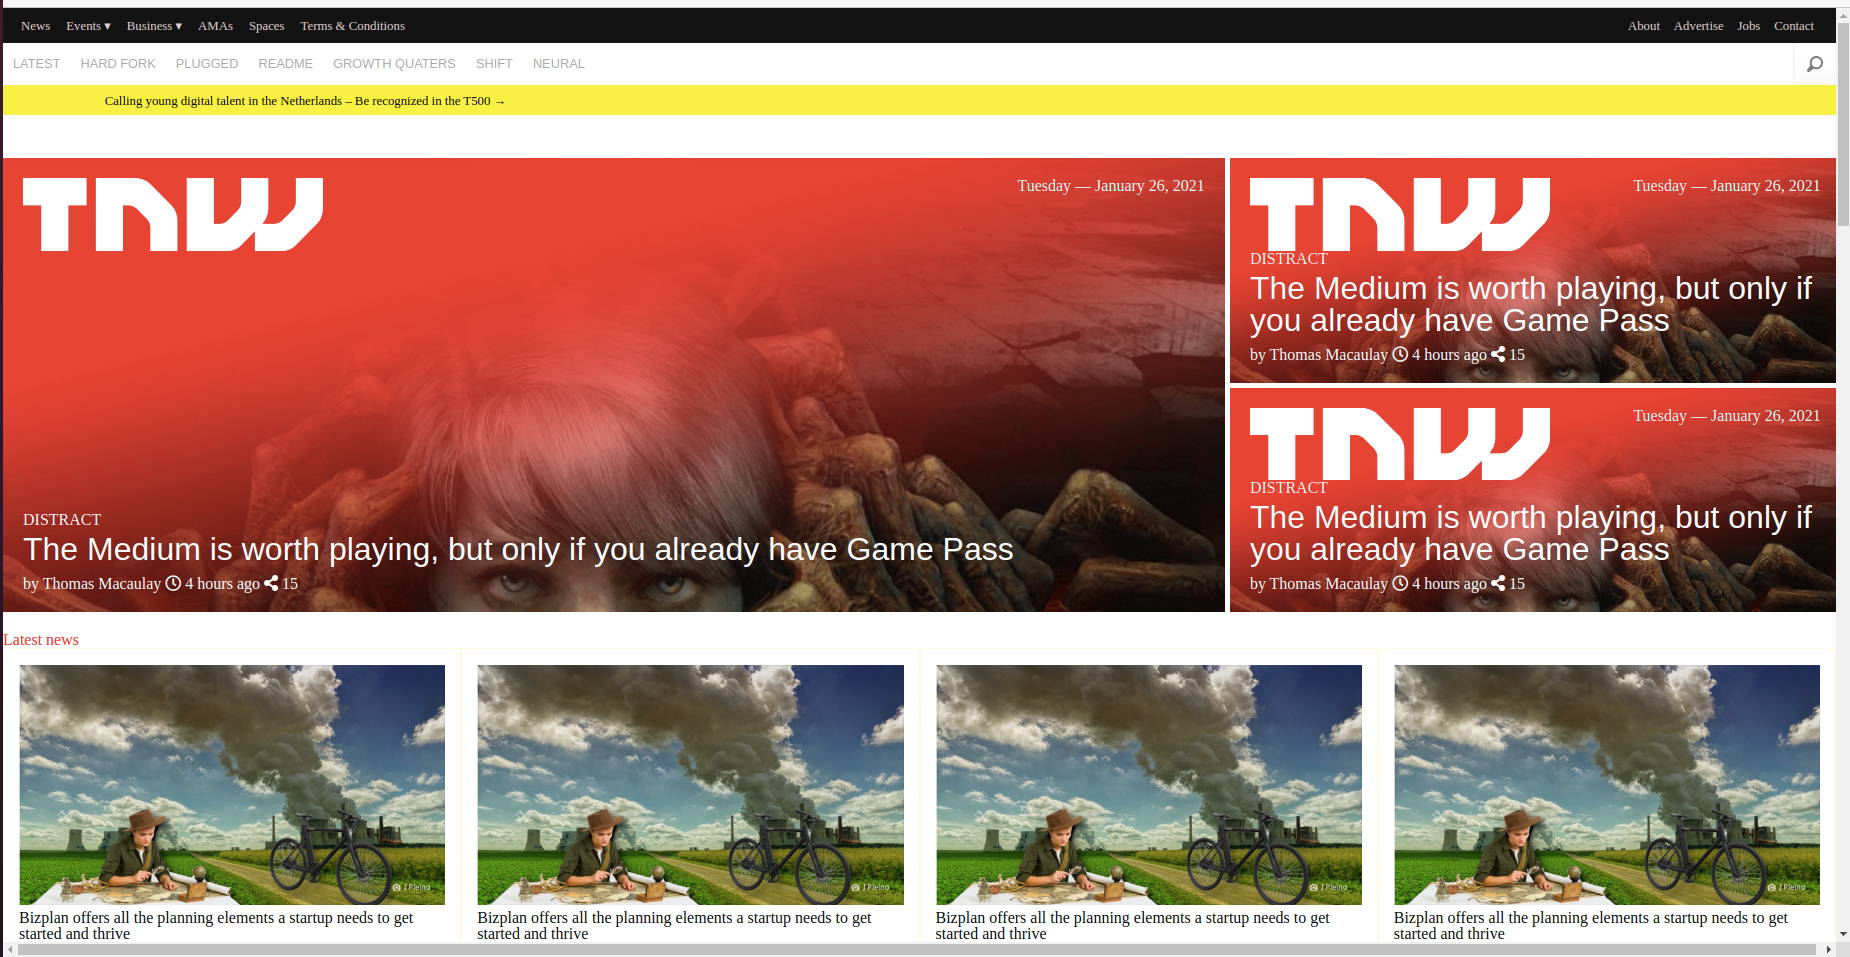 News Events ▾ Business ▾ AMAs Spaces Terms & Conditions About Advertise Jobs Contact
LATEST HARD FORK PLUGGED README GROWTH QUATERS SHIFT NEURAL
Calling young digital talent in the Netherlands – Be recognized in the T500 →
TNW
Tuesday — January 26, 2021
DISTRACT
The Medium is worth playing, but only if you already have Game Pass
by Thomas Macaulay 4 hours ago 15
TNW
Tuesday — January 26, 2021
DISTRACT
The Medium is worth playing, but only if
you already have Game Pass
by Thomas Macaulay 4 hours ago 15
TNW
Tuesday — January 26, 2021
DISTRACT
The Medium is worth playing, but only if
you already have Game Pass
by Thomas Macaulay 4 hours ago 15
Latest news
J.Pleino
Bizplan offers all the planning elements a startup needs to get
started and thrive
J.Pleino
Bizplan offers all the planning elements a startup needs to get
started and thrive
J.Pleino
Bizplan offers all the planning elements a startup needs to get
started and thrive
J.Pleino
Bizplan offers all the planning elements a startup needs to get
started and thrive